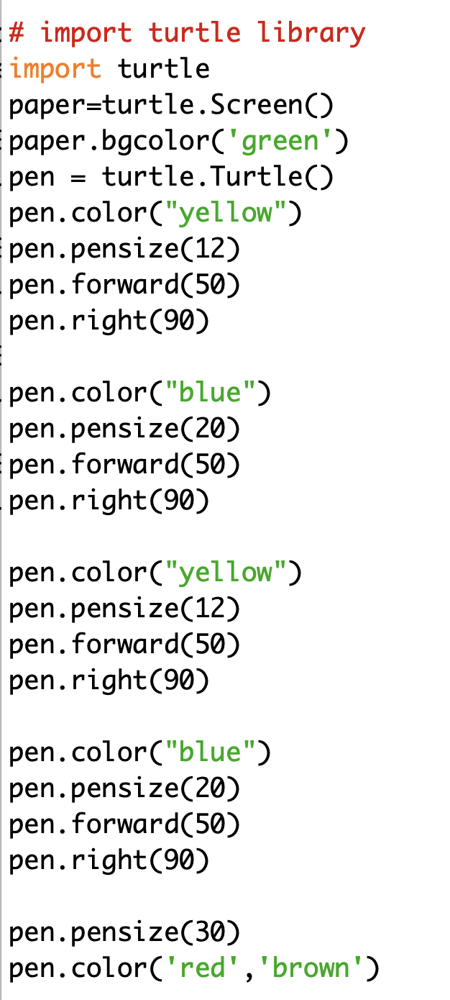 # import turtle library
import turtle
paper=turtle.Screen()
paper.bgcolor('green')
pen = turtle.Turtle()
pen.color("yellow")
pen.pensize(12)
pen.forward(50)
pen.right(90)

pen.color("blue")
pen.pensize(20)
pen.forward(50)
pen.right(90)

pen.color("yellow")
pen.pensize(12)
pen.forward(50)
pen.right(90)

pen.color("blue")
pen.pensize(20)
pen.forward(50)
pen.right(90)

pen.pensize(30)
pen.color('red','brown')